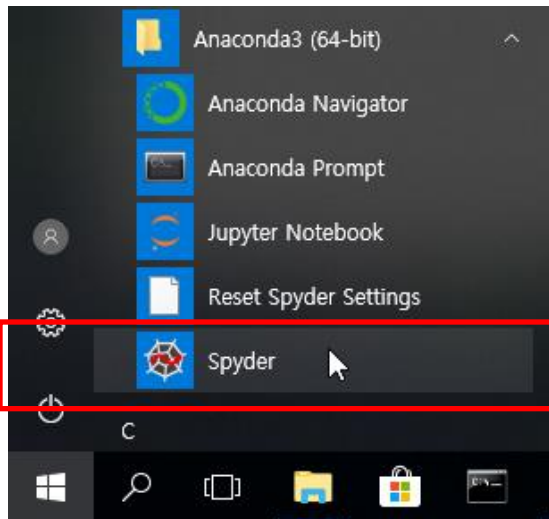 Anaconda3 (64-bit)
Anaconda Navigator
Anaconda Prompt
Jupyter Notebook
Reset Spyder Settings
Spyder
C